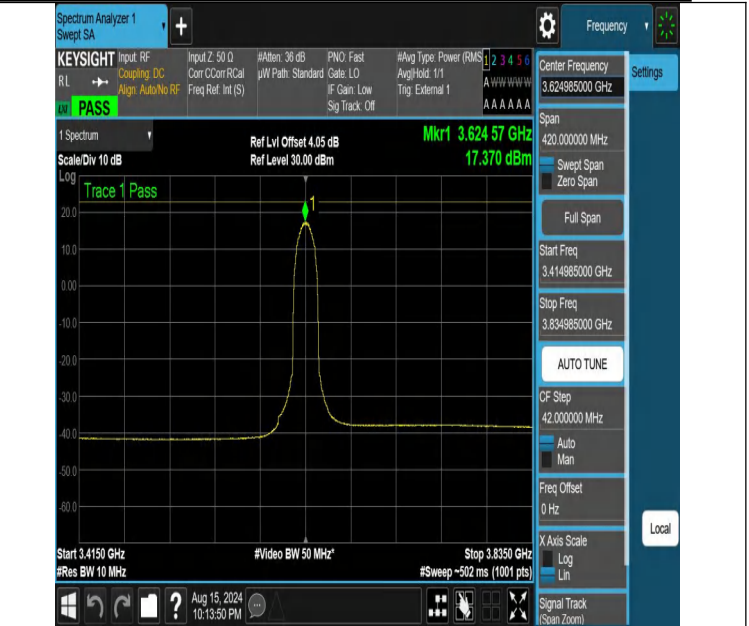 Spectrum Analyzer 1
Swept SA
+
Frequency
KEYSIGHT
RL
LXI
PASS
Input: RF
Coupling: DC
Align: Auto/No RF
Input Z: 50 Ω
Corr CCorr RCal
Freq Ref: Int (S)
#Atten: 36 dB
µW Path: Standard
PNO: Fast
Gate: LO
IF Gain: Low
Sig Track: Off
#Avg Type: Power (RMS
Avg|Hold: 1/1
Trig: External 1
1 2 3 4 5 6
A W W W W W
A A A A A A
1 Spectrum
Scale/Div 10 dB
Ref Lvl Offset 4.05 dB
Ref Level 30.00 dBm
Mkr1 3.624 57 GHz
17.370 dBm
Log
Trace 1 Pass
1
20.0
10.0
0.00
-10.0
-20.0
-30.0
-40.0
-50.0
-60.0
Start 3.4150 GHz
#Res BW 10 MHz
#Video BW 50 MHz*
Stop 3.8350 GHz
#Sweep ~502 ms (1001 pts)
Center Frequency
3.624985000 GHz
Settings
Span
420.000000 MHz
Swept Span
Zero Span
Full Span
Start Freq
3.414985000 GHz
Stop Freq
3.834985000 GHz
AUTO TUNE
CF Step
42.000000 MHz
Auto
Man
Freq Offset
0 Hz
X Axis Scale
Log
Lin
Local
Signal Track
(Span Zoom)
?
Aug 15, 2024
10:13:50 PM